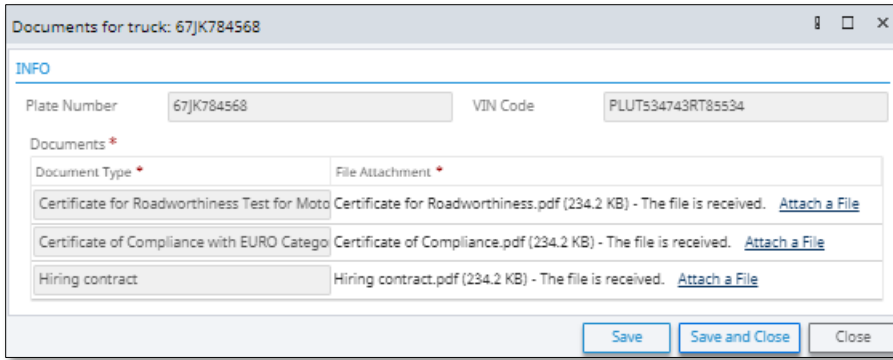 Documents for truck: 67JK784568
INFO
Plate Number 67JK784568 VIN Code PLUT534743RT85534
Documents *
Document Type * File Attachment *
Certificate for Roadworthiness Test for Moto Certificate for Roadworthiness.pdf (234.2 KB) - The file is received. Attach a File
Certificate of Compliance with EURO Catego Certificate of Compliance.pdf (234.2 KB) - The file is received. Attach a File
Hiring contract Hiring contract.pdf (234.2 KB) - The file is received. Attach a File
Save Save and Close Close